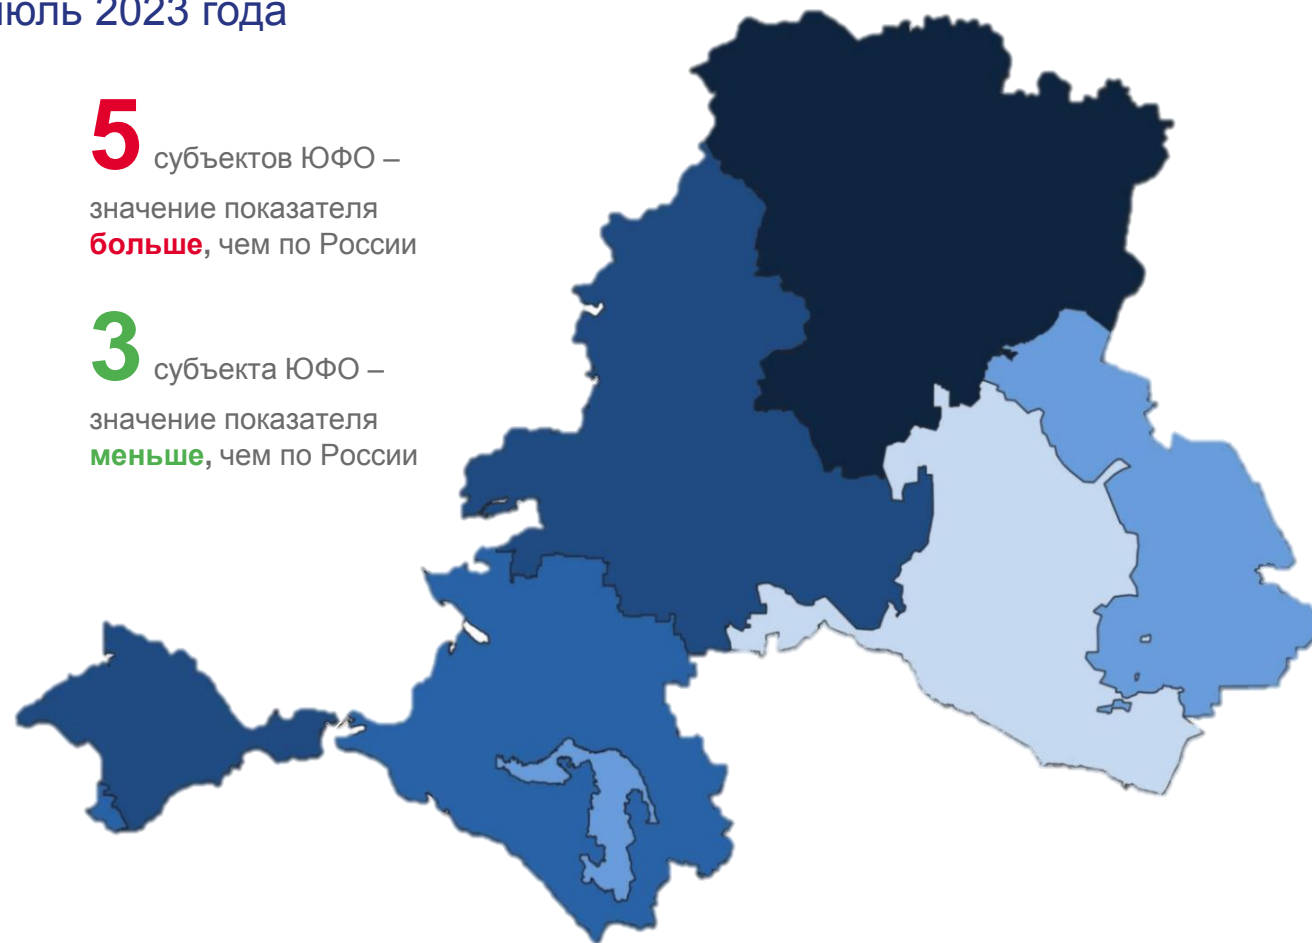 июль 2023 года
5 субъектов ЮФО –
значение показателя
больше, чем по России
3 субъекта ЮФО –
значение показателя
меньше, чем по России